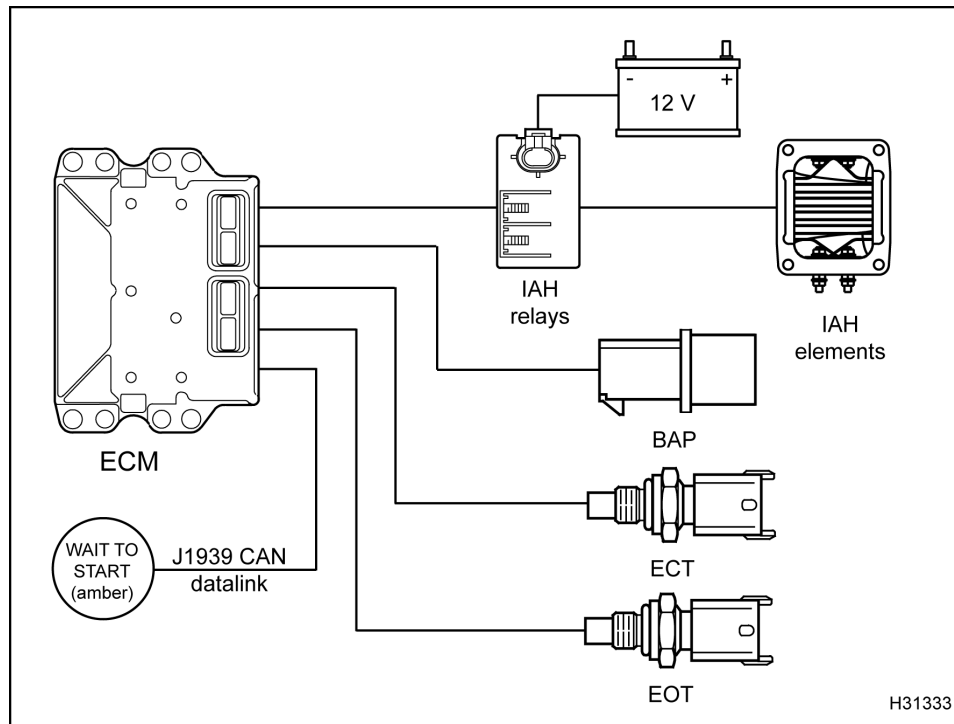 - +
12 V
IAH
relays
IAH
elements
BAP
ECM
ECT
WAIT TO
START
(amber)
J1939 CAN
datalink
EOT
H31333